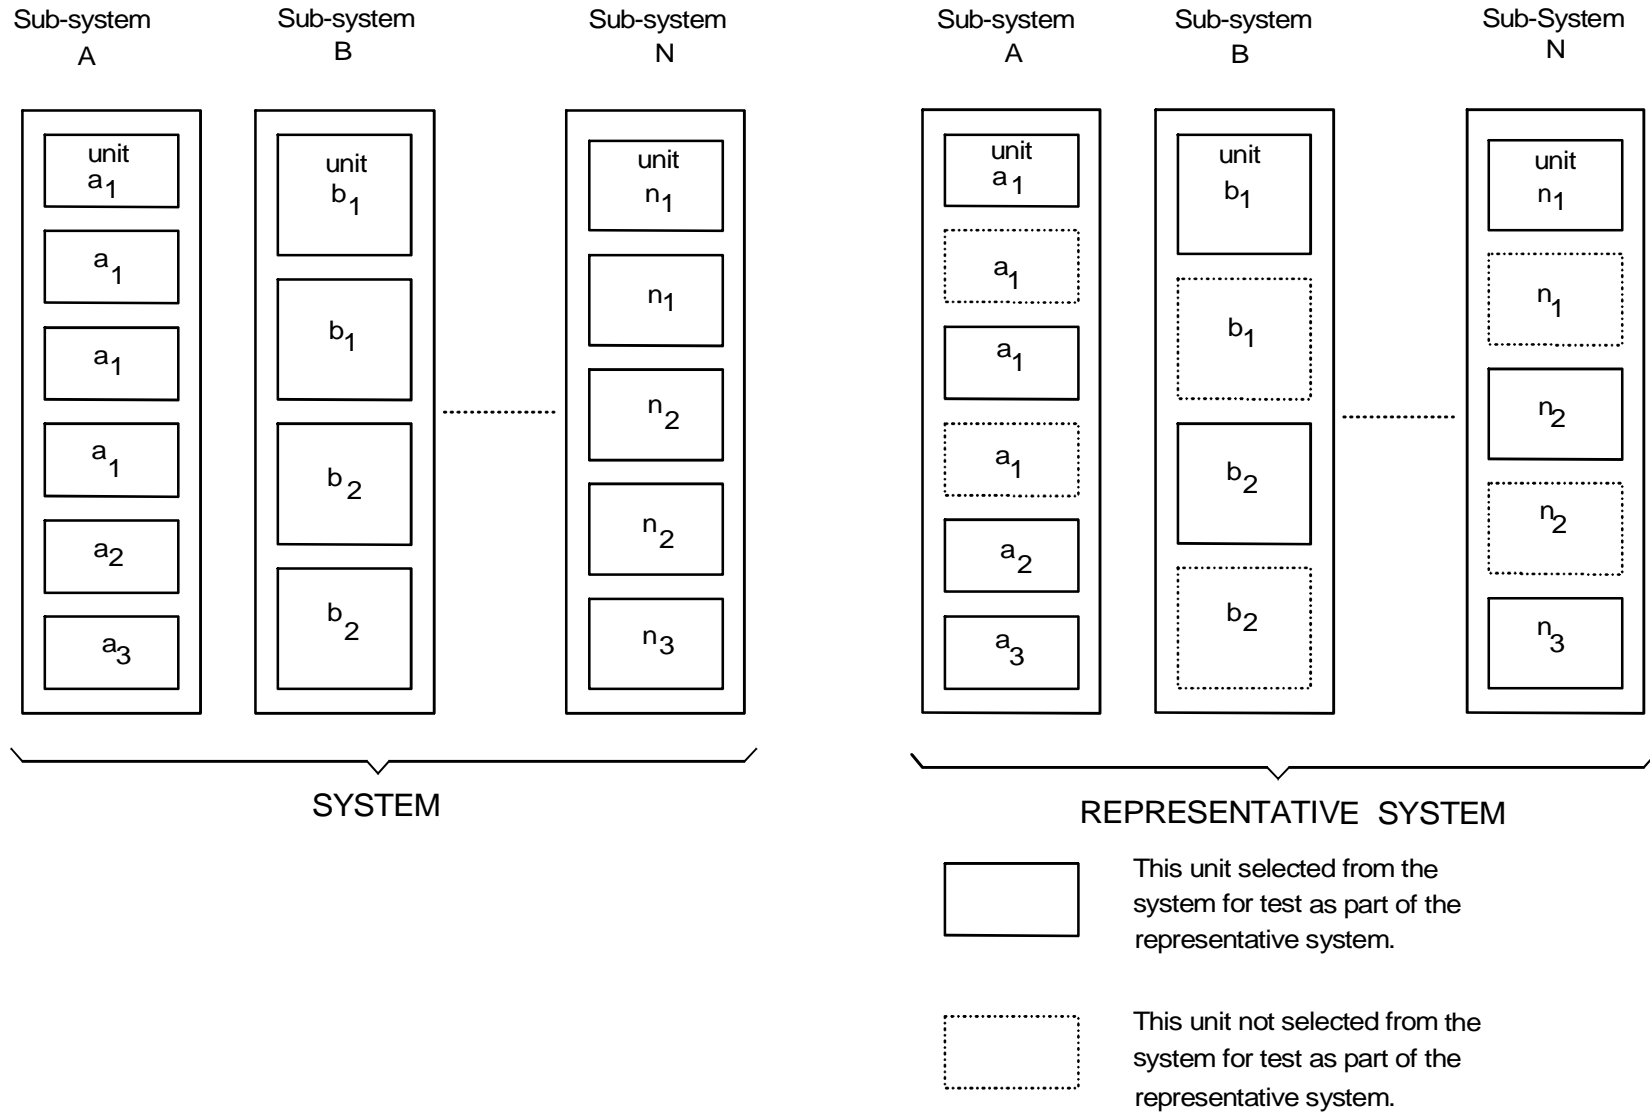 Sub-system
A
Sub-system
B
Sub-system
N
unit
a1
a1
a1
a1
a2
a3
unit
b1
b1
b2
b2
unit
n1
n1
n2
n2
n3
SYSTEM
Sub-system
A
Sub-system
B
Sub-System
N
unit
a1
a1
a1
a1
a2
a3
unit
b1
b1
b2
b2
unit
n1
n1
n2
n2
n3
REPRESENTATIVE SYSTEM
This unit selected from the
system for test as part of the
representative system.
This unit not selected from the
system for test as part of the
representative system.